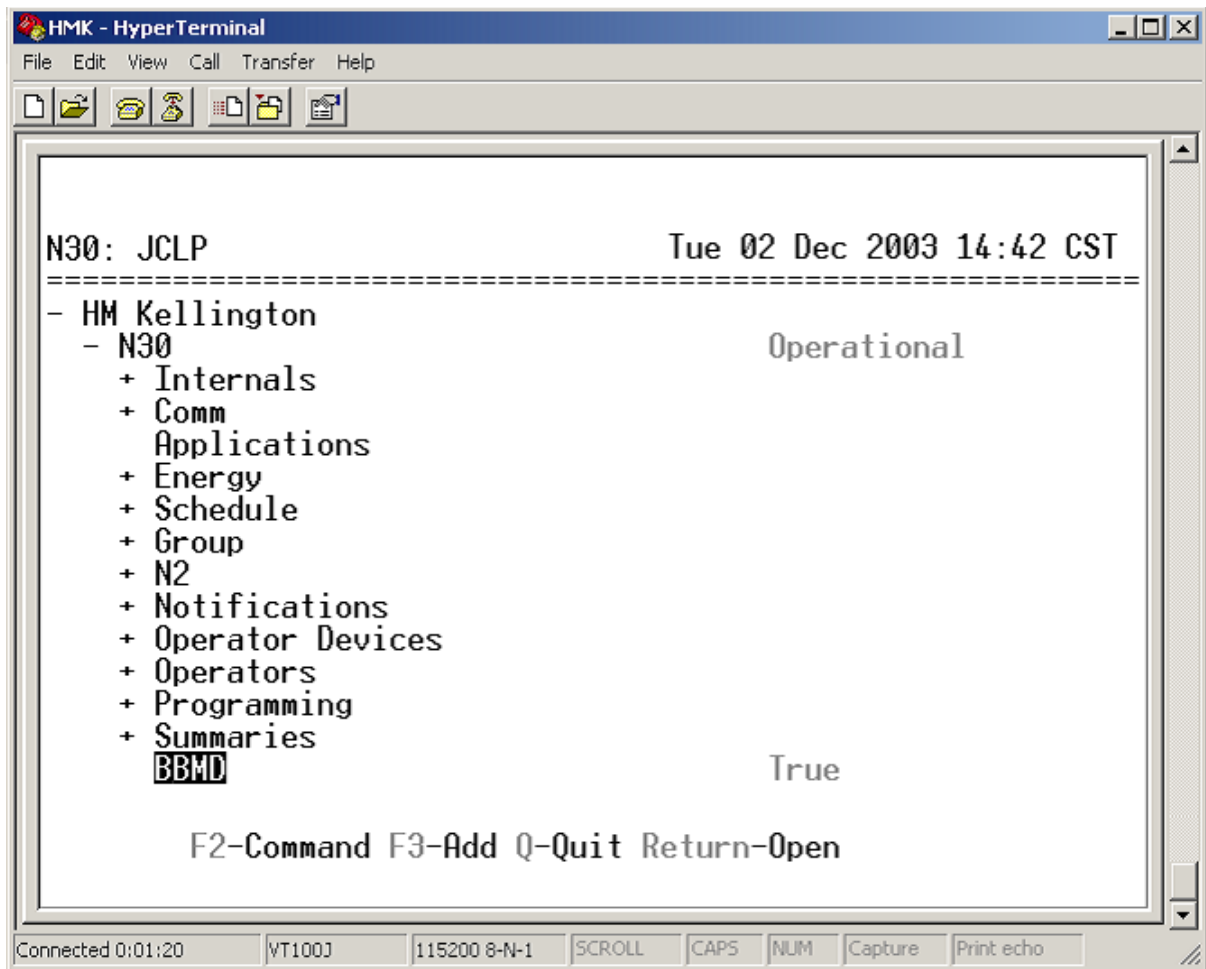 HMK - HyperTerminal
File Edit View Call Transfer Help
N30: JCLP Tue 02 Dec 2003 14:42 CST
=============================================================
- HM Kellington
- N30 Operational
+ Internals
+ Comm
Applications
+ Energy
+ Schedule
+ Group
+ N2
+ Notifications
+ Operator Devices
+ Operators
+ Programming
+ Summaries
BBMD True
F2-Command F3-Add Q-Quit Return-Open
Connected 0:01:20 VT100J 115200 8-N-1 SCROLL CAPS NUM Capture Print echo